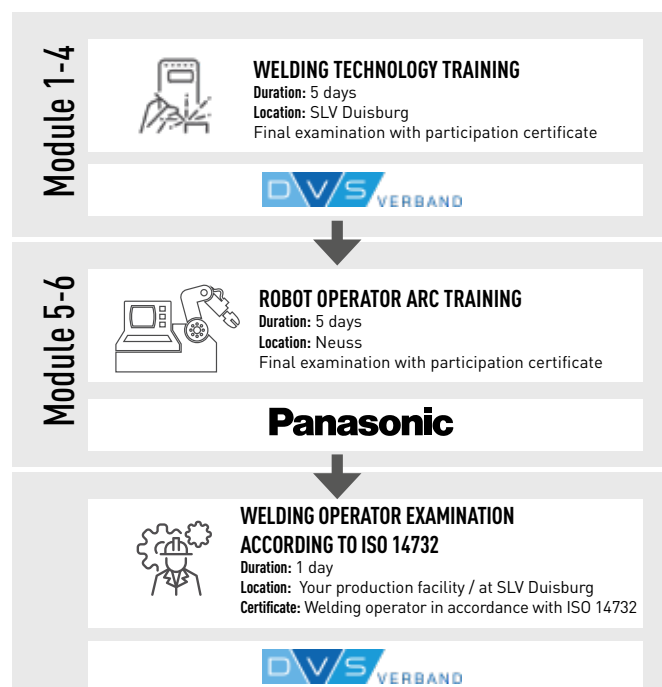 Module 1-4
WELDING TECHNOLOGY TRAINING
Duration: 5 days
Location: SLV Duisburg
Final examination with participation certificate
DVS VERBAND
Module 5-6
ROBOT OPERATOR ARC TRAINING
Duration: 5 days
Location: Neuss
Final examination with participation certificate
Panasonic
WELDING OPERATOR EXAMINATION
ACCORDING TO ISO 14732
Duration: 1 day
Location: Your production facility / at SLV Duisburg
Certificate: Welding operator in accordance with ISO 14732
DVS VERBAND